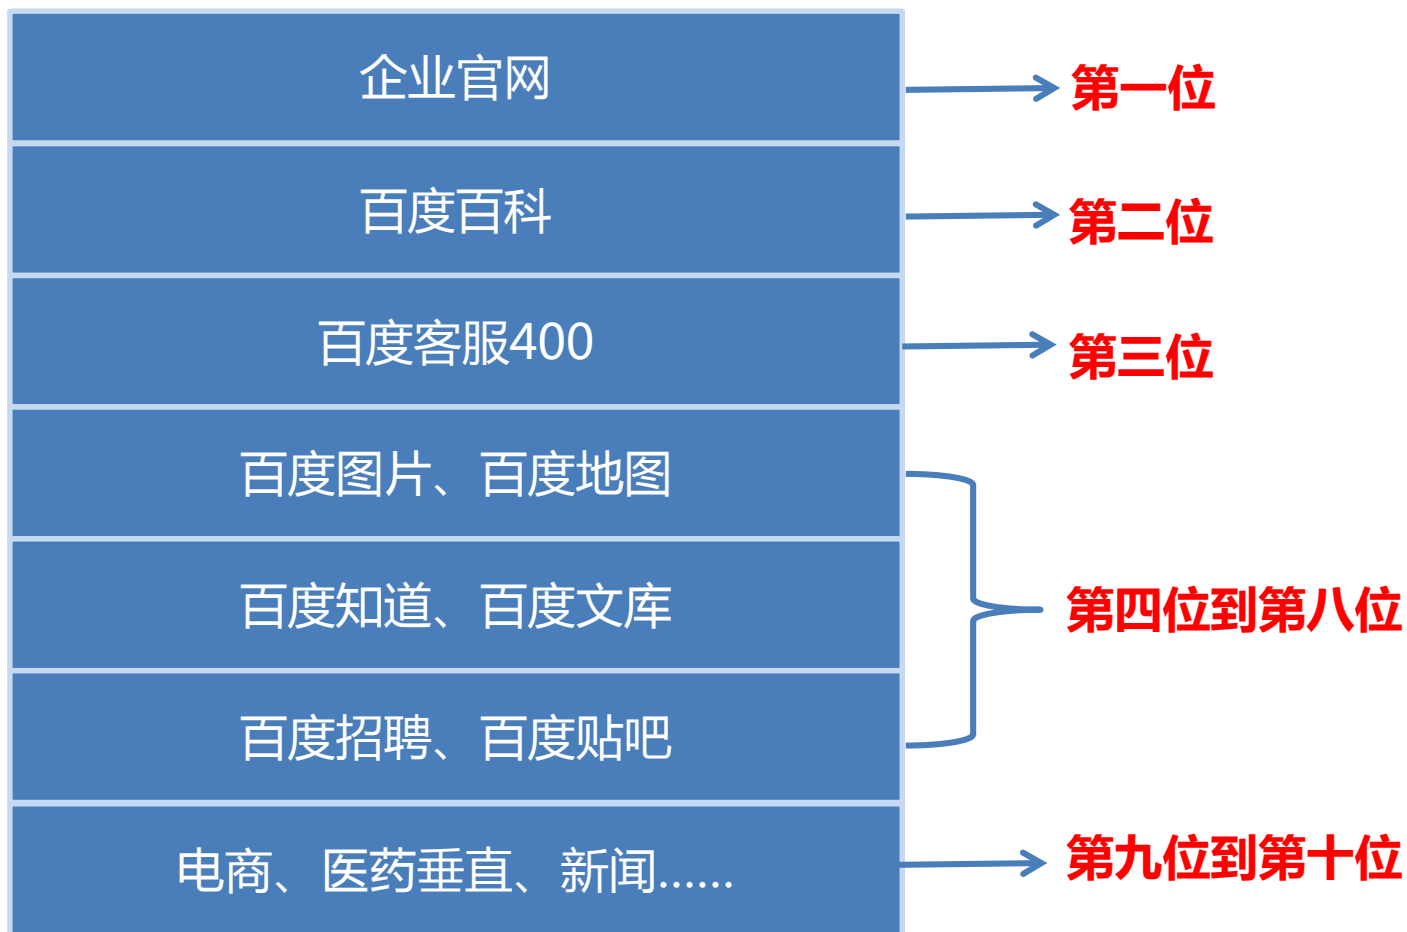 企业官网
第一位
百度百科
第二位
百度客服400
第三位
百度图片、百度地图
百度知道、百度文库
第四位到第八位
百度招聘、百度贴吧
电商、医药垂直、新闻......
第九位到第十位